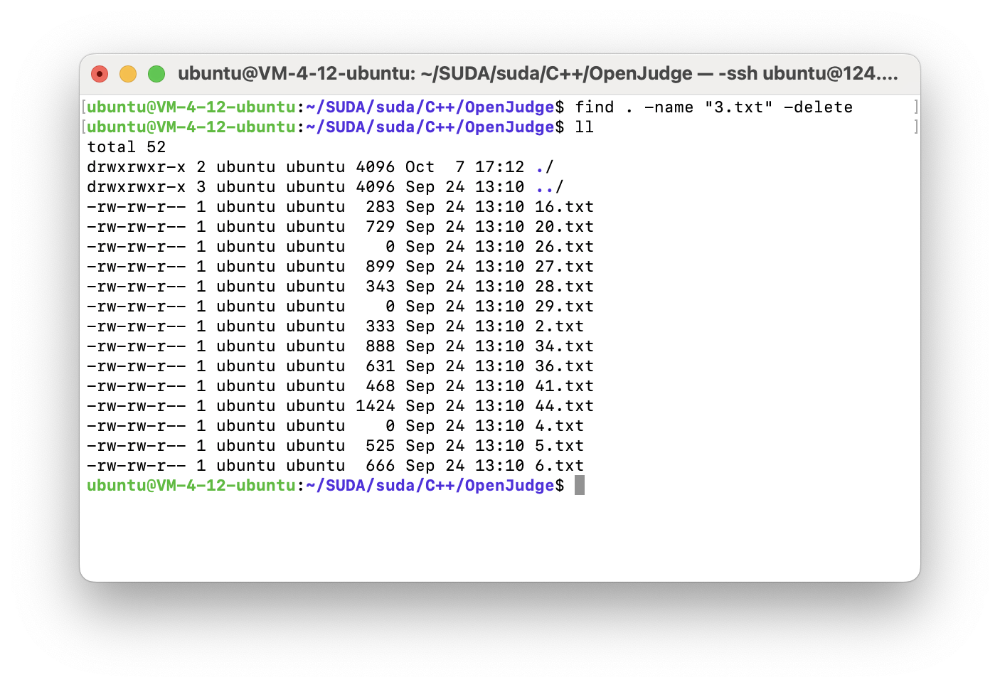 ubuntu@VM-4-12-ubuntu: ~/SUDA/suda/C++/OpenJudge — -ssh ubuntu@124....
[ubuntu@VM-4-12-ubuntu:~/SUDA/suda/C++/OpenJudge$ find . -name "3.txt" -delete ]
[ubuntu@VM-4-12-ubuntu:~/SUDA/suda/C++/OpenJudge$ ll ]
total 52
drwxrwxr-x 2 ubuntu ubuntu 4096 Oct  7 17:12 ./
drwxrwxr-x 3 ubuntu ubuntu 4096 Sep 24 13:10 ../
-rw-rw-r-- 1 ubuntu ubuntu  283 Sep 24 13:10 16.txt
-rw-rw-r-- 1 ubuntu ubuntu  729 Sep 24 13:10 20.txt
-rw-rw-r-- 1 ubuntu ubuntu    0 Sep 24 13:10 26.txt
-rw-rw-r-- 1 ubuntu ubuntu  899 Sep 24 13:10 27.txt
-rw-rw-r-- 1 ubuntu ubuntu  343 Sep 24 13:10 28.txt
-rw-rw-r-- 1 ubuntu ubuntu    0 Sep 24 13:10 29.txt
-rw-rw-r-- 1 ubuntu ubuntu  333 Sep 24 13:10 2.txt
-rw-rw-r-- 1 ubuntu ubuntu  888 Sep 24 13:10 34.txt
-rw-rw-r-- 1 ubuntu ubuntu  631 Sep 24 13:10 36.txt
-rw-rw-r-- 1 ubuntu ubuntu  468 Sep 24 13:10 41.txt
-rw-rw-r-- 1 ubuntu ubuntu 1424 Sep 24 13:10 44.txt
-rw-rw-r-- 1 ubuntu ubuntu    0 Sep 24 13:10 4.txt
-rw-rw-r-- 1 ubuntu ubuntu  525 Sep 24 13:10 5.txt
-rw-rw-r-- 1 ubuntu ubuntu  666 Sep 24 13:10 6.txt
ubuntu@VM-4-12-ubuntu:~/SUDA/suda/C++/OpenJudge$